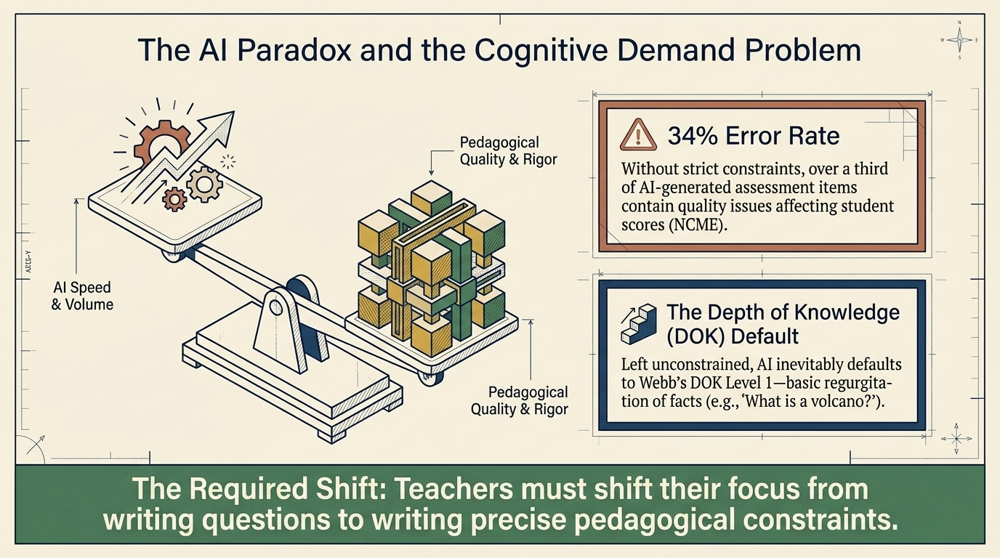 The AI Paradox and the Cognitive Demand Problem
N
W
E
S
AI Speed
& Volume
Pedagogical
Quality & Rigor
Pedagogical
Quality & Rigor
34% Error Rate
Without strict constraints, over a third
of AI-generated assessment items
contain quality issues affecting student
scores (NCME).
The Depth of Knowledge
(DOK) Default
Left unconstrained, AI inevitably defaults
to Webb's DOK Level 1—basic regurgita-
tion of facts (e.g., 'What is a volcano?').
The Required Shift: Teachers must shift their focus from
writing questions to writing precise pedagogical constraints.